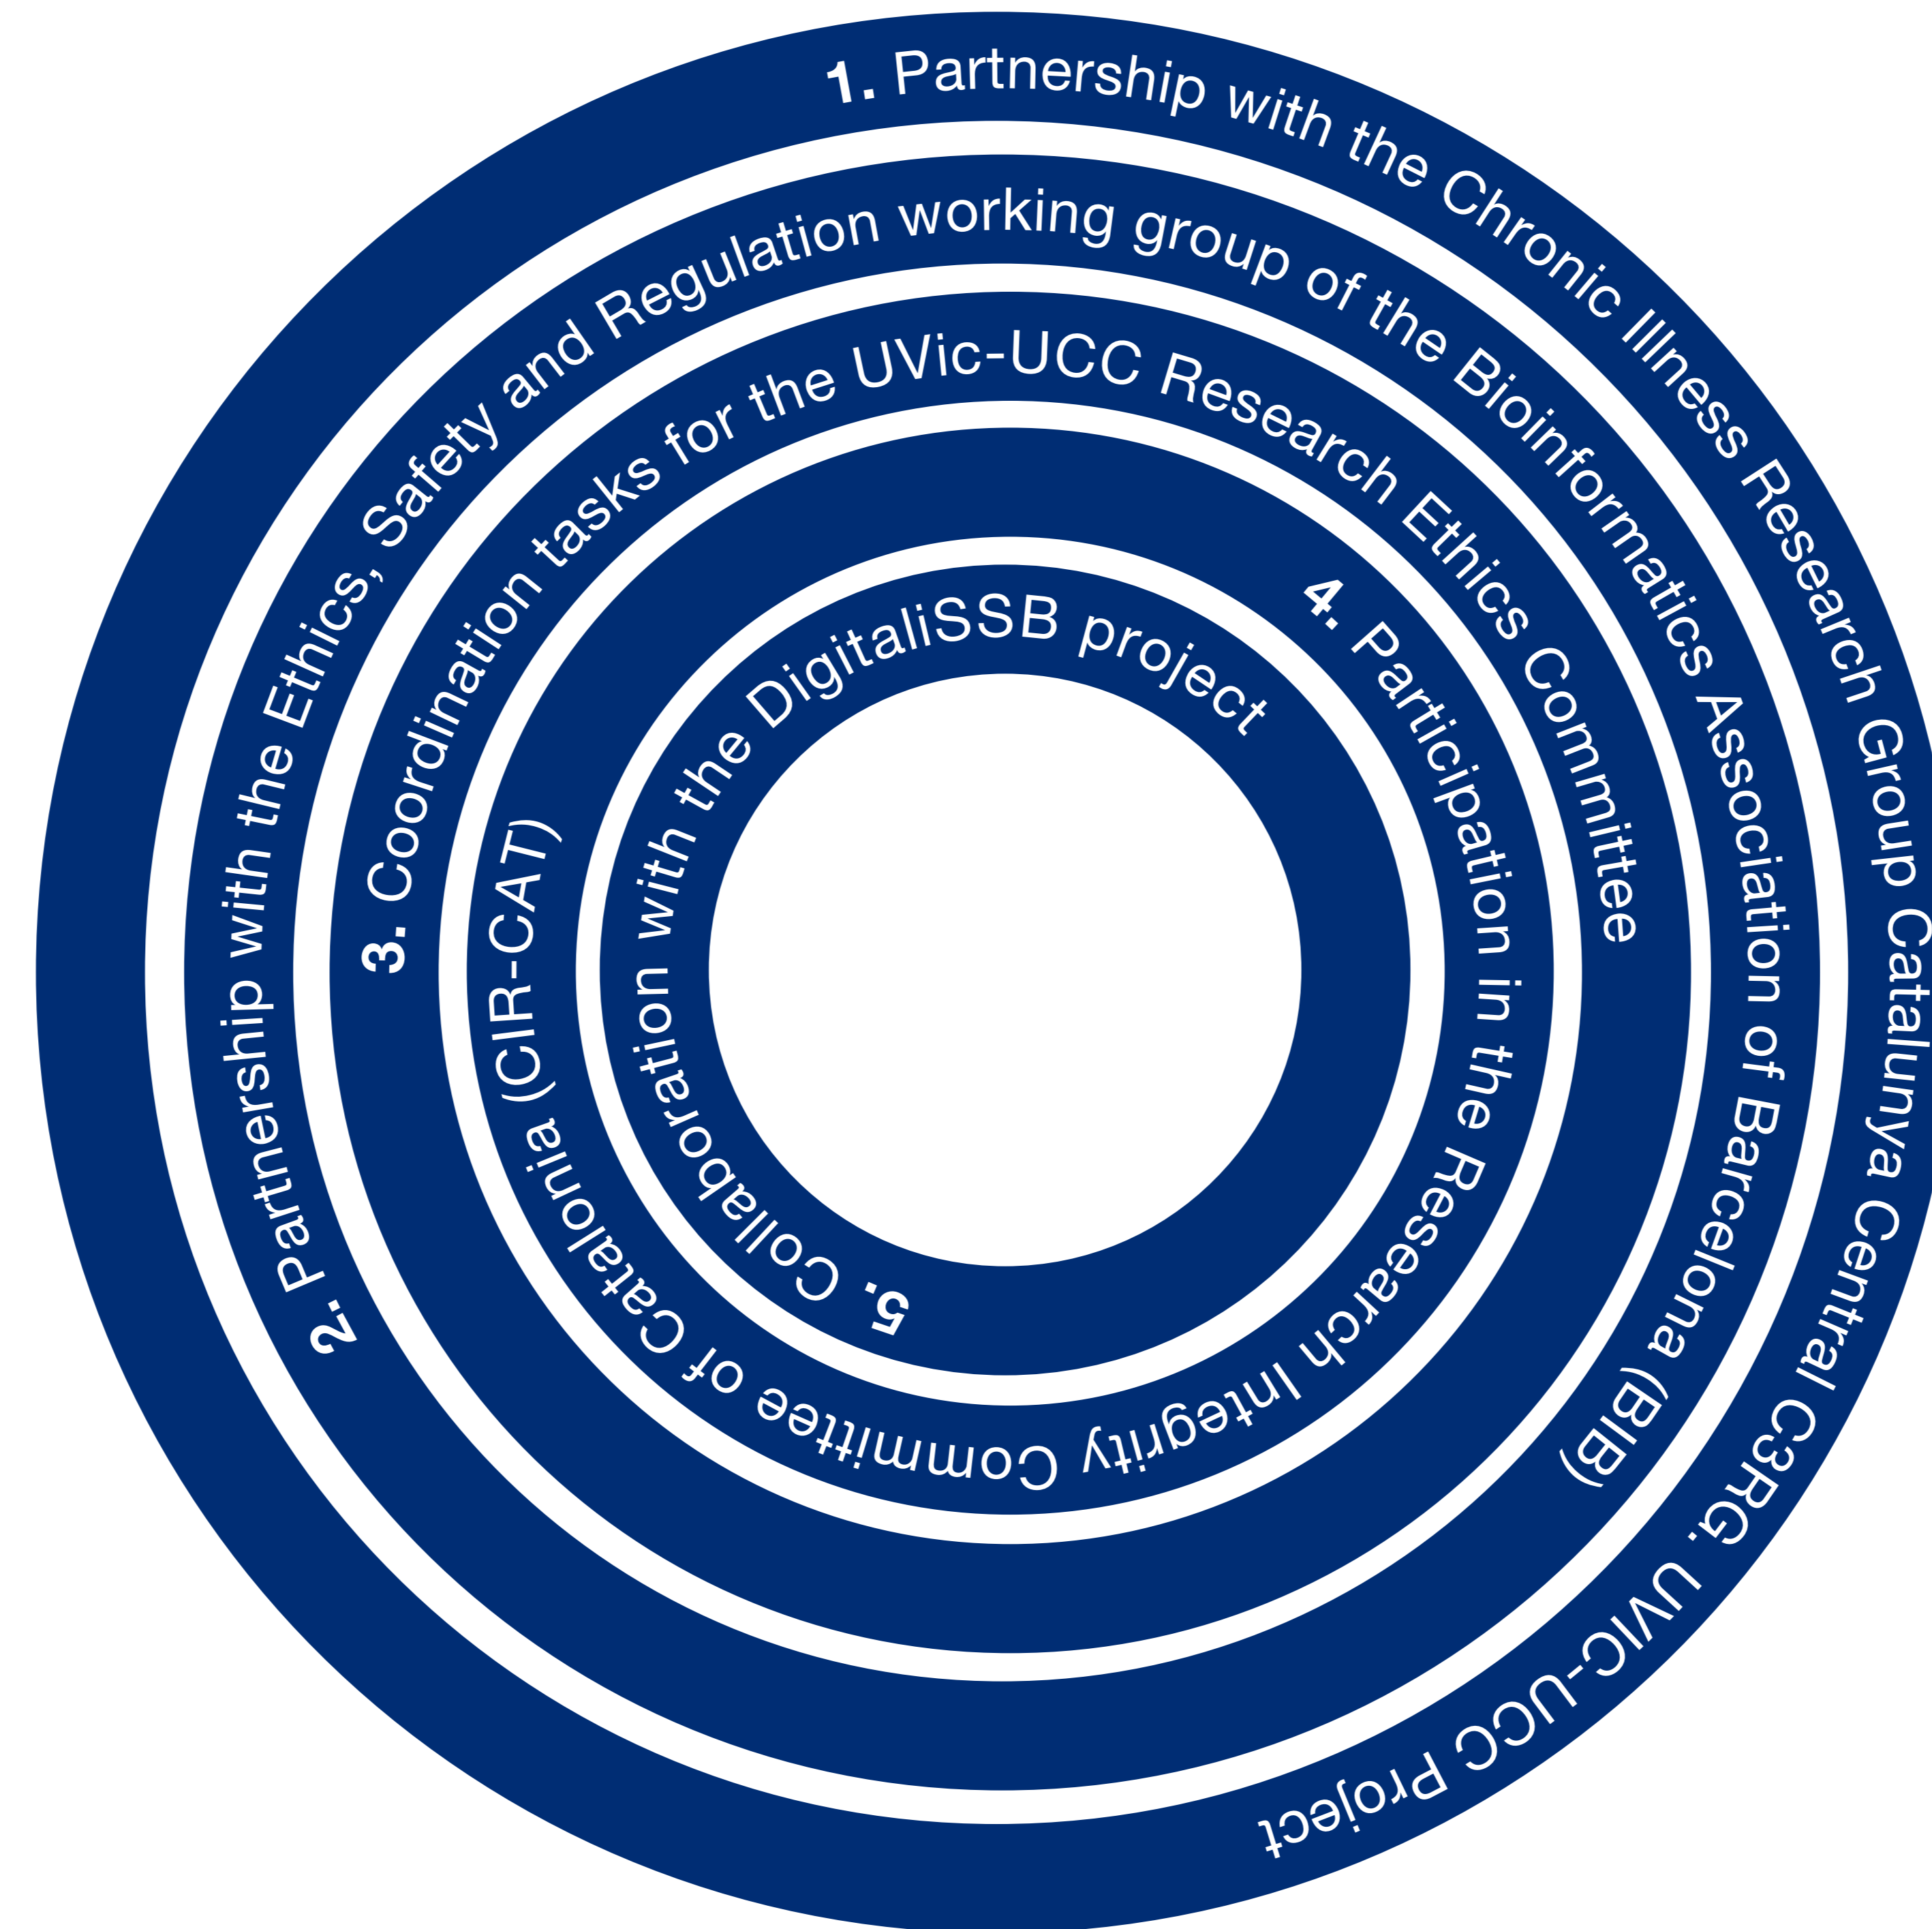 1. Partnership with the Chronic Illness Research Group Catalunya Central C3RG. UVIC-UCC Project
2. Partnership with the Ethics, Safety and Regulation working group of the Bioinformatics Association of Barcelona (BIB)
3. Coordination tasks for the UVic-UCC Research Ethics Committee
4. Participation in the Research Integrity Committee of Catalonia (CIR-CAT)
5. Collaboration with the DigitaliSSB project